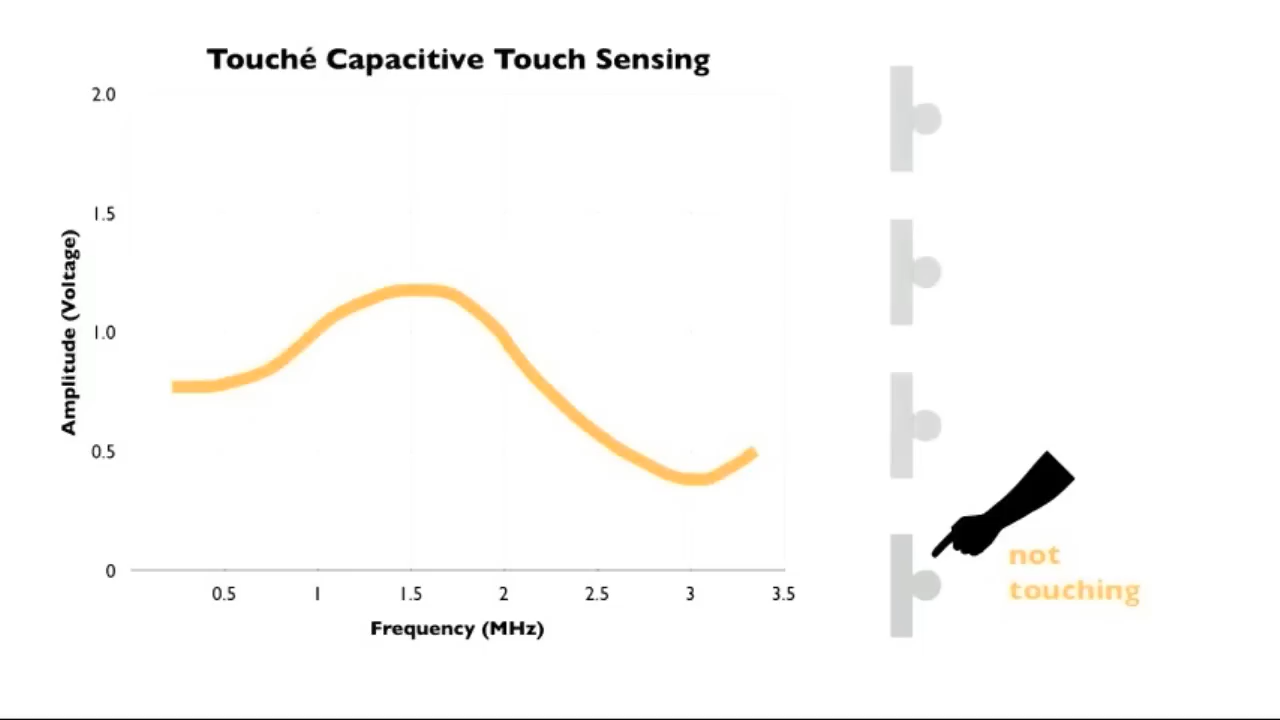 Touché Capacitive Touch Sensing
2.0
1.5
1.0
0.5
0
Amplitude (Voltage)
0.5 1 1.5 2 2.5 3 3.5
Frequency (MHz)
not
touching